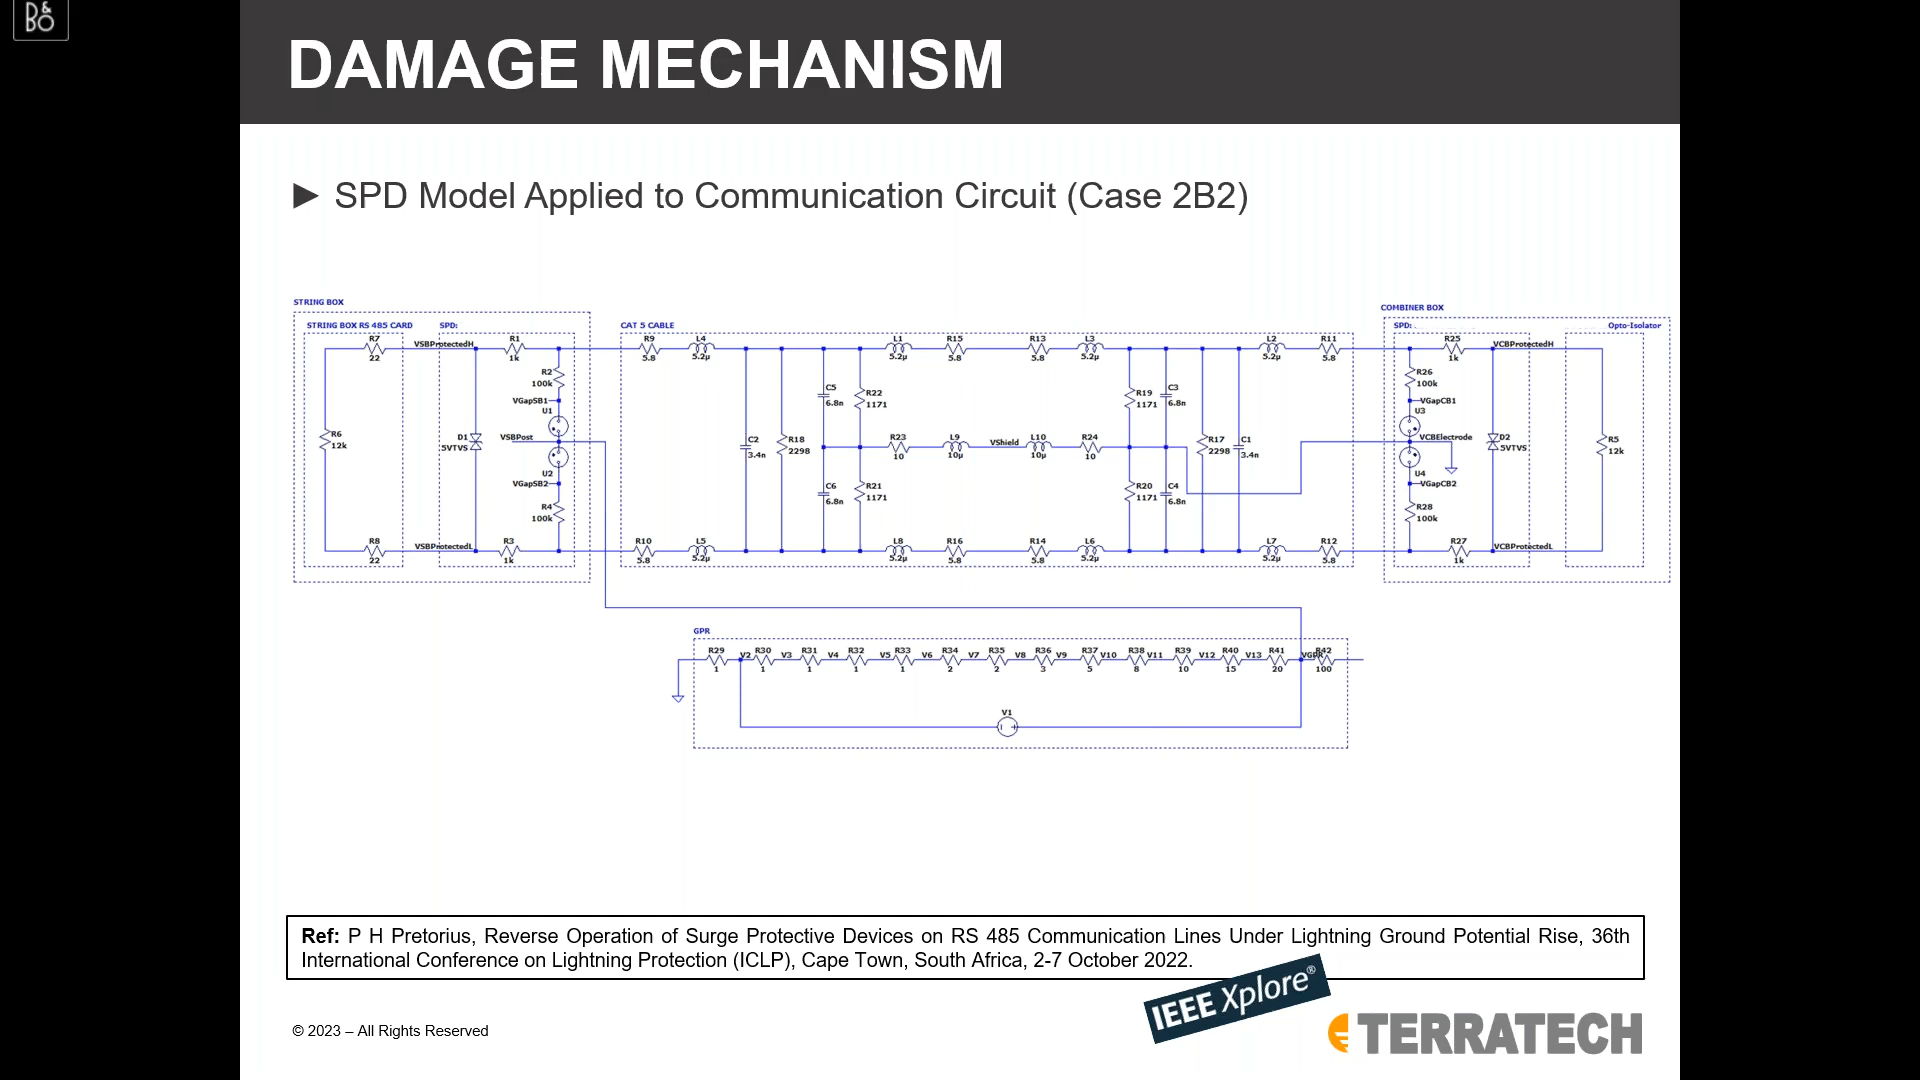 B&O
DAMAGE MECHANISM
► SPD Model Applied to Communication Circuit (Case 2B2)
STRING BOX
COMBINER BOX
STRING BOX RS 485 CARD
SPD:
CAT 5 CABLE
SPD:
Opto-Isolator
R7
22
VSBProtectedH
R1
1k
R9
5.8
L4
5.2µ
L1
5.2µ
R15
5.8
R13
5.8
L3
5.2µ
L2
5.2µ
R11
5.8
R25
1k
VCBProtectedH
R2
100k
VGapSB1
U1
C5
6.8n
R22
1171
R19
1171
C3
6.8n
R26
100k
VGapCB1
U3
R6
12k
D1
5VTVS
VSBPost
C2
3.4n
R18
2298
R23
10
L9
10µ
VShield
L10
10µ
R24
10
R17
2298
C1
3.4n
VCBElectrode
D2
5VTVS
R5
12k
U2
VGapSB2
R4
100k
C6
6.8n
R21
1171
R20
1171
C4
6.8n
U4
VGapCB2
R28
100k
R8
22
VSBProtectedL
R3
1k
R10
5.8
L5
5.2µ
L8
5.2µ
R16
5.8
R14
5.8
L6
5.2µ
L7
5.2µ
R12
5.8
R27
1k
VCBProtectedL
GPR
R29 V2 R30 V3 R31 V4 R32 V5 R33 V6 R34 V7 R35 V8 R36 V9 R37 V10 R38 V11 R39 V12 R40 V13 R41 VGPR R42
1 1 1 1 1 2 2 3 5 8 10 15 20 100
V1
Ref: P H Pretorius, Reverse Operation of Surge Protective Devices on RS 485 Communication Lines Under Lightning Ground Potential Rise, 36th
International Conference on Lightning Protection (ICLP), Cape Town, South Africa, 2-7 October 2022.
IEEE Xplore®
© 2023 – All Rights Reserved
TERRATECH